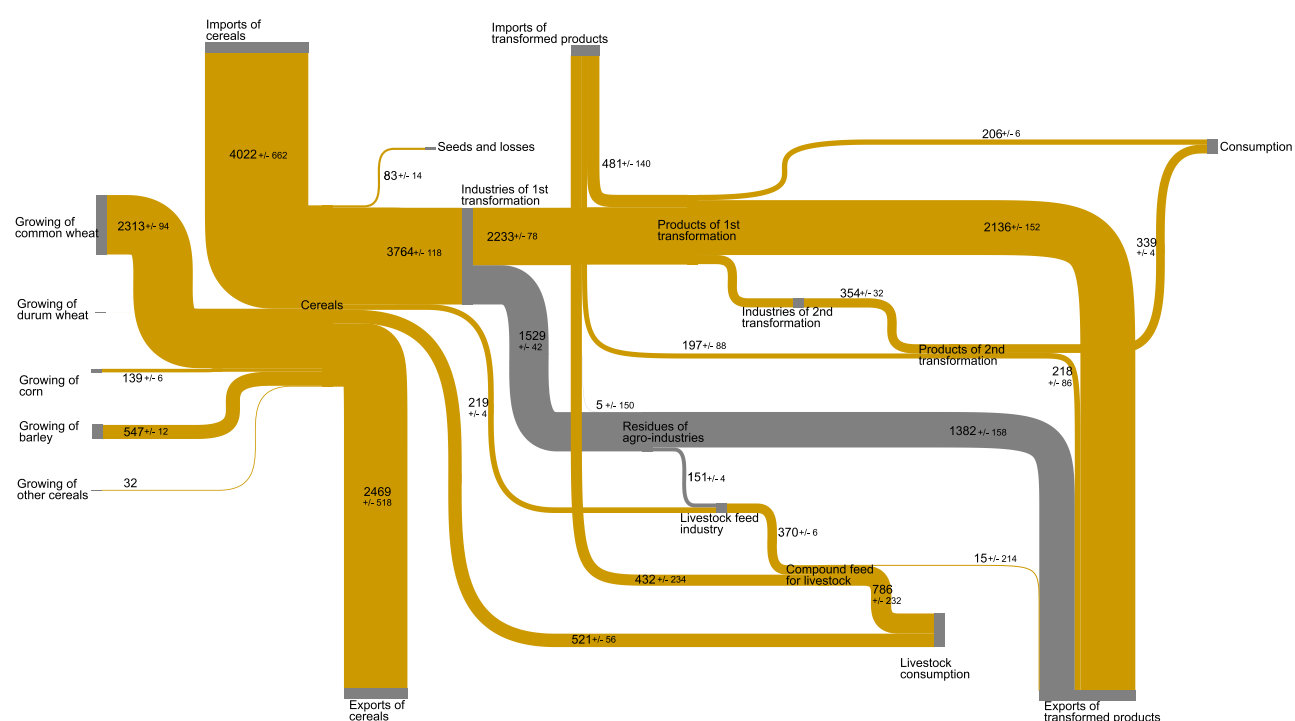 Imports of
cereals
Imports of
transformed products
206+/- 6
Seeds and losses
Consumption
4022 +/- 662
481+/- 140
83+/- 14
Industries of 1st
transformation
Growing of
common wheat
2313+/- 94
3764+/- 118
2233+/- 78
Products of 1st
transformation
2136+/- 152
339
+/- 4
354+/- 32
Growing of
durum wheat
Cereals
Industries of 2nd
transformation
1529
+/- 42
197+/- 88
Products of 2nd
transformation
218
+/- 86
Growing of
corn
139 +/- 6
219
+/- 4
5 +/- 150
Growing of
barley
547+/- 12
Residues of
agro-industries
1382+/- 158
Growing of
other cereals
32
151+/- 4
2469
+/- 518
Livestock feed
industry
370+/- 6
15+/- 214
432 +/- 234
Compound feed
for livestock
786
+/- 232
521+/- 56
Livestock
consumption
Exports of
cereals
Exports of
transformed products